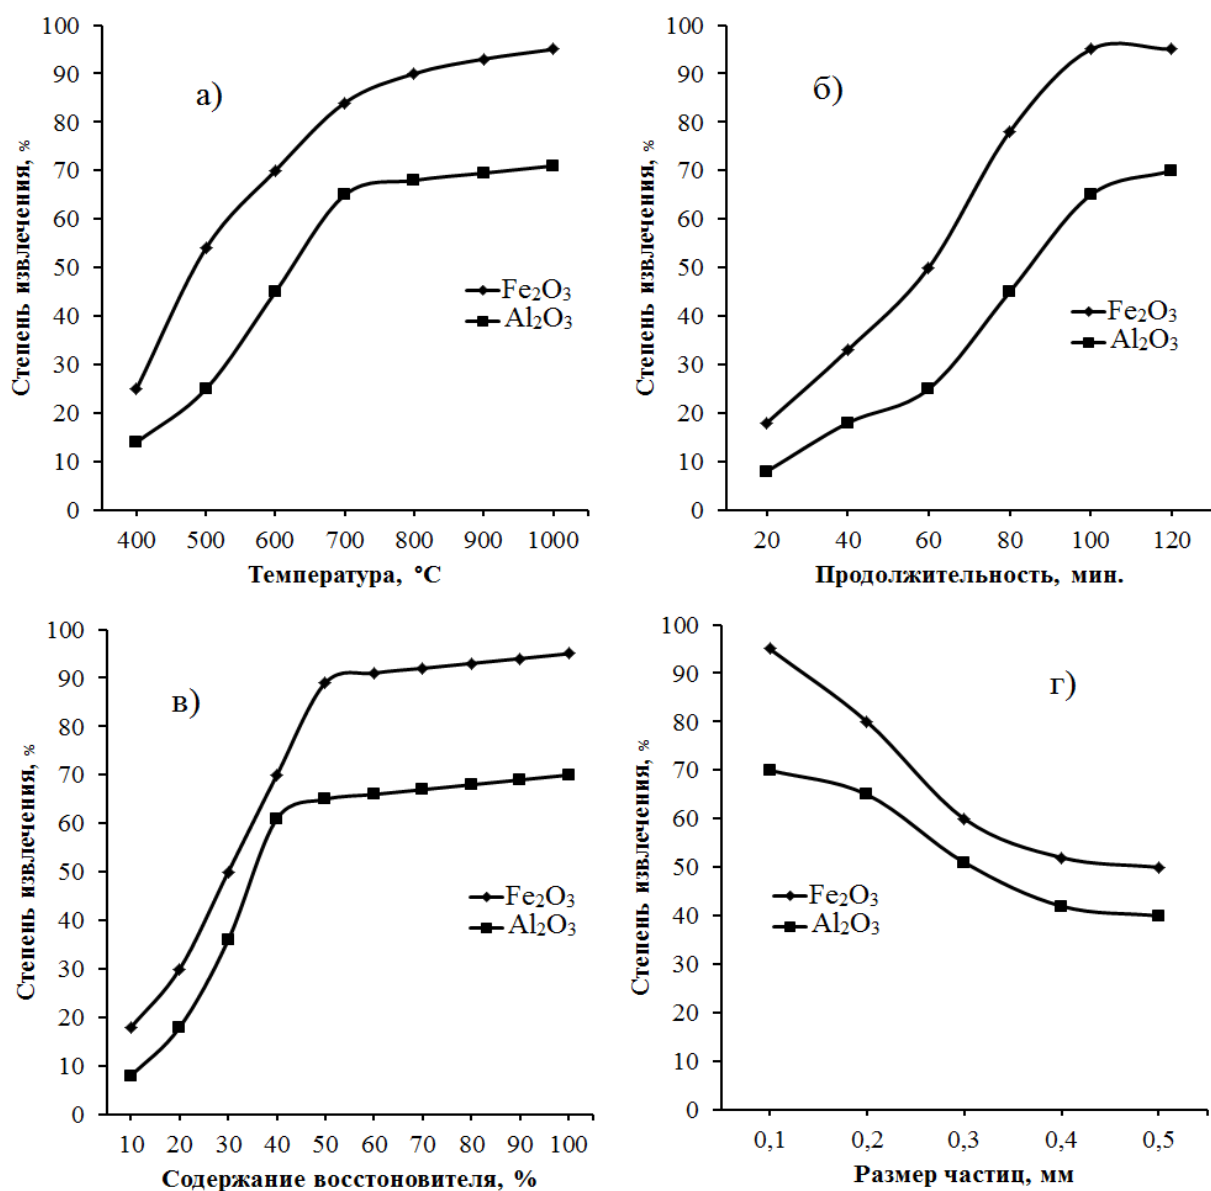 а)
Степень извлечения, %
100
90
80
70
60
50
40
30
20
10
0
400 500 600 700 800 900 1000
Температура, °С
Fe₂O₃
Al₂O₃
б)
Степень извлечения, %
100
90
80
70
60
50
40
30
20
10
0
20 40 60 80 100 120
Продолжительность, мин.
Fe₂O₃
Al₂O₃
в)
Степень извлечения, %
100
90
80
70
60
50
40
30
20
10
0
10 20 30 40 50 60 70 80 90 100
Содержание восстоновителя, %
Fe₂O₃
Al₂O₃
г)
Степень извлечения, %
100
90
80
70
60
50
40
30
20
10
0
0,1 0,2 0,3 0,4 0,5
Размер частиц, мм
Fe₂O₃
Al₂O₃